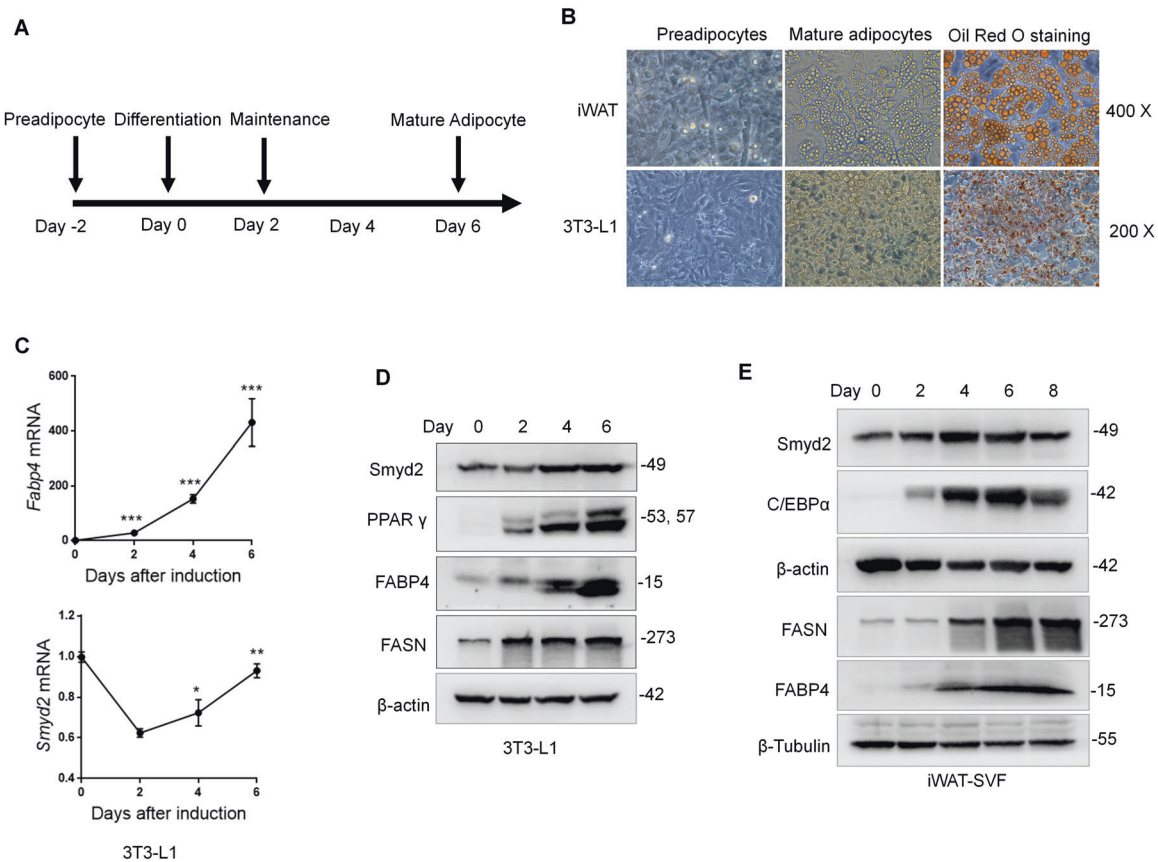 A
Preadipocyte Differentiation Maintenance Mature Adipocyte
Day -2 Day 0 Day 2 Day 4 Day 6
B
Preadipocytes Mature adipocytes Oil Red O staining
iWAT 400 X
3T3-L1 200 X
C
Fabp4 mRNA
600
400
200
0
0 2 4 6
***
***
***
Days after induction
Smyd2 mRNA
1.2
1.0
0.8
0.6
0.4
0 2 4 6
*
**
Days after induction
3T3-L1
D
Day 0 2 4 6
Smyd2 -49
PPAR γ -53, 57
FABP4 -15
FASN -273
β-actin -42
3T3-L1
E
Day 0 2 4 6 8
Smyd2 -49
C/EBPα -42
β-actin -42
FASN -273
FABP4 -15
β-Tubulin -55
iWAT-SVF